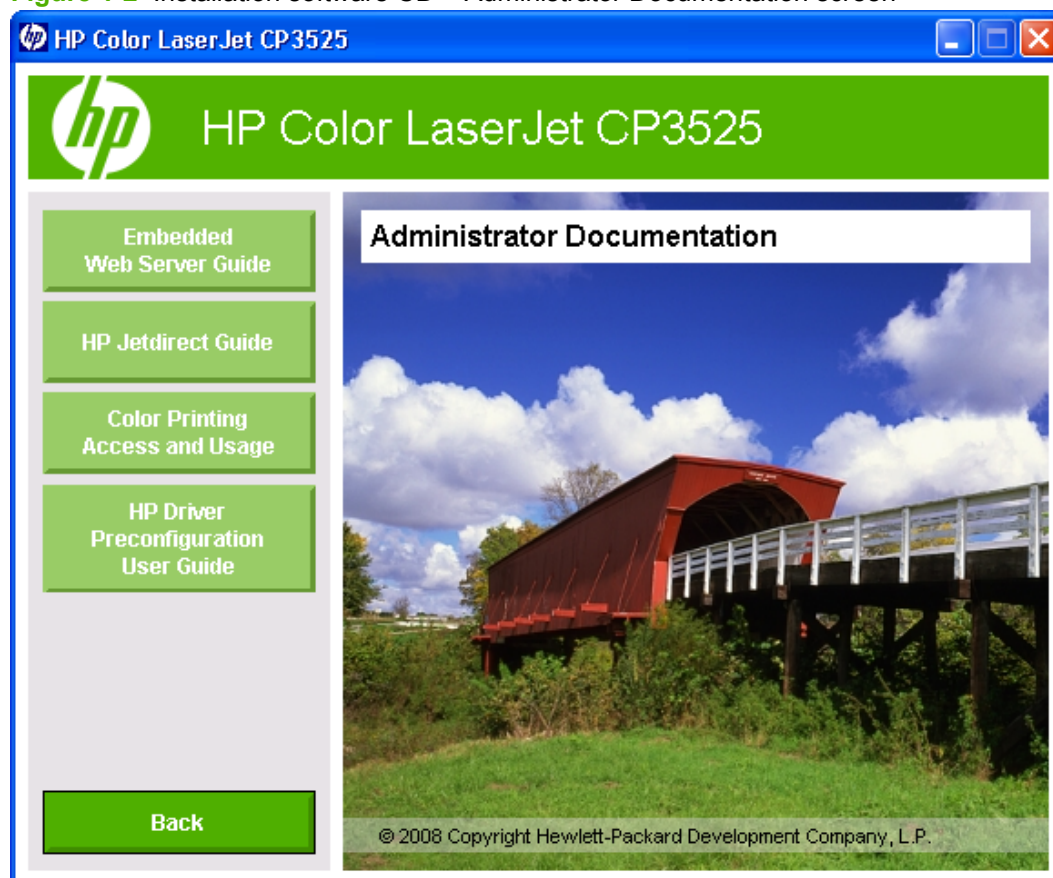 HP Color LaserJet CP3525
hp
HP Color LaserJet CP3525
Embedded
Web Server Guide
HP Jetdirect Guide
Color Printing
Access and Usage
HP Driver
Preconfiguration
User Guide
Back
Administrator Documentation
© 2008 Copyright Hewlett-Packard Development Company, L.P.